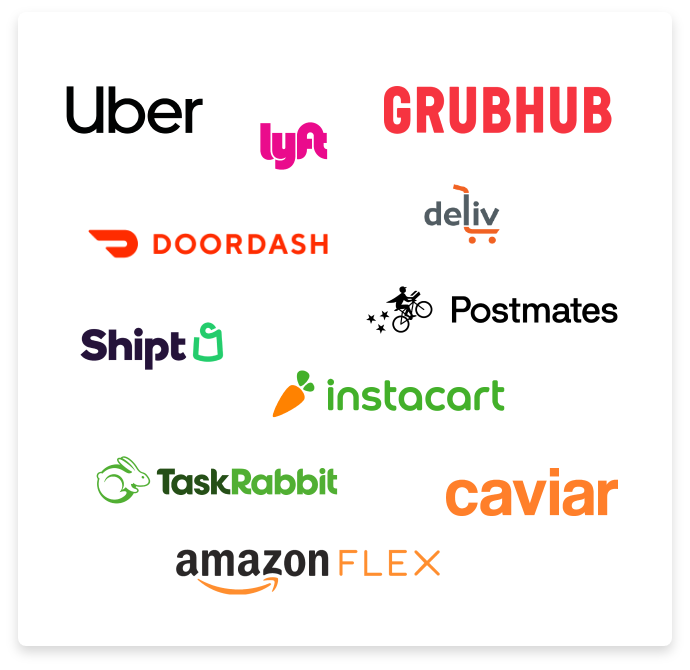 Uber
lyft
GRUBHUB
deliv
DOORDASH
Postmates
Shipt
instacart
TaskRabbit
caviar
amazon FLEX